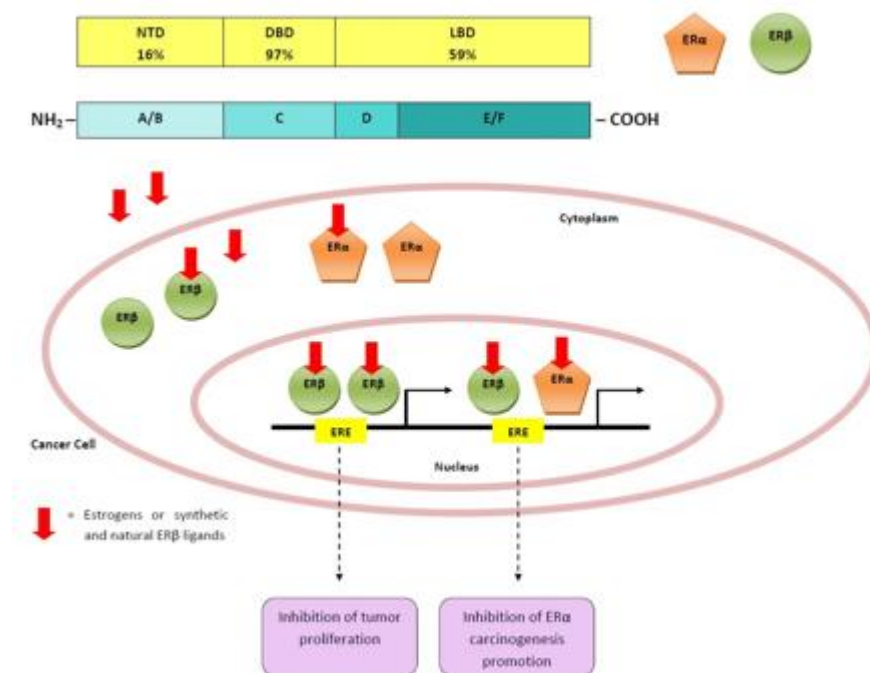 NTD
16%
DBD
97%
LBD
59%
ERα
ERβ
NH₂ –
A/B
C
D
E/F
– COOH
Cytoplasm
ERα
ERα
ERβ
ERβ
ERβ
ERβ
ERβ
ERα
ERE
ERE
Cancer Cell
Nucleus
= Estrogens or synthetic
and natural ERβ ligands
Inhibition of tumor
proliferation
Inhibition of ERα
carcinogenesis
promotion